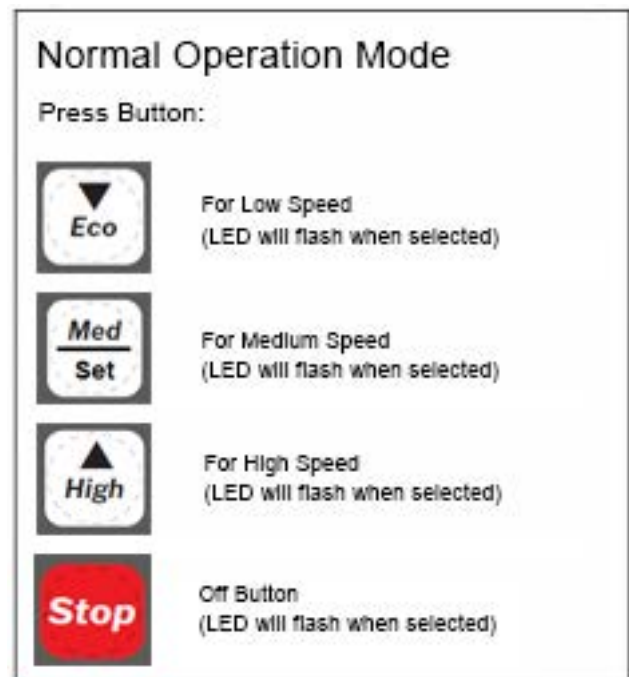 Normal Operation Mode
Press Button:
Eco
For Low Speed
(LED will flash when selected)
Med
Set
For Medium Speed
(LED will flash when selected)
High
For High Speed
(LED will flash when selected)
Stop
Off Button
(LED will flash when selected)